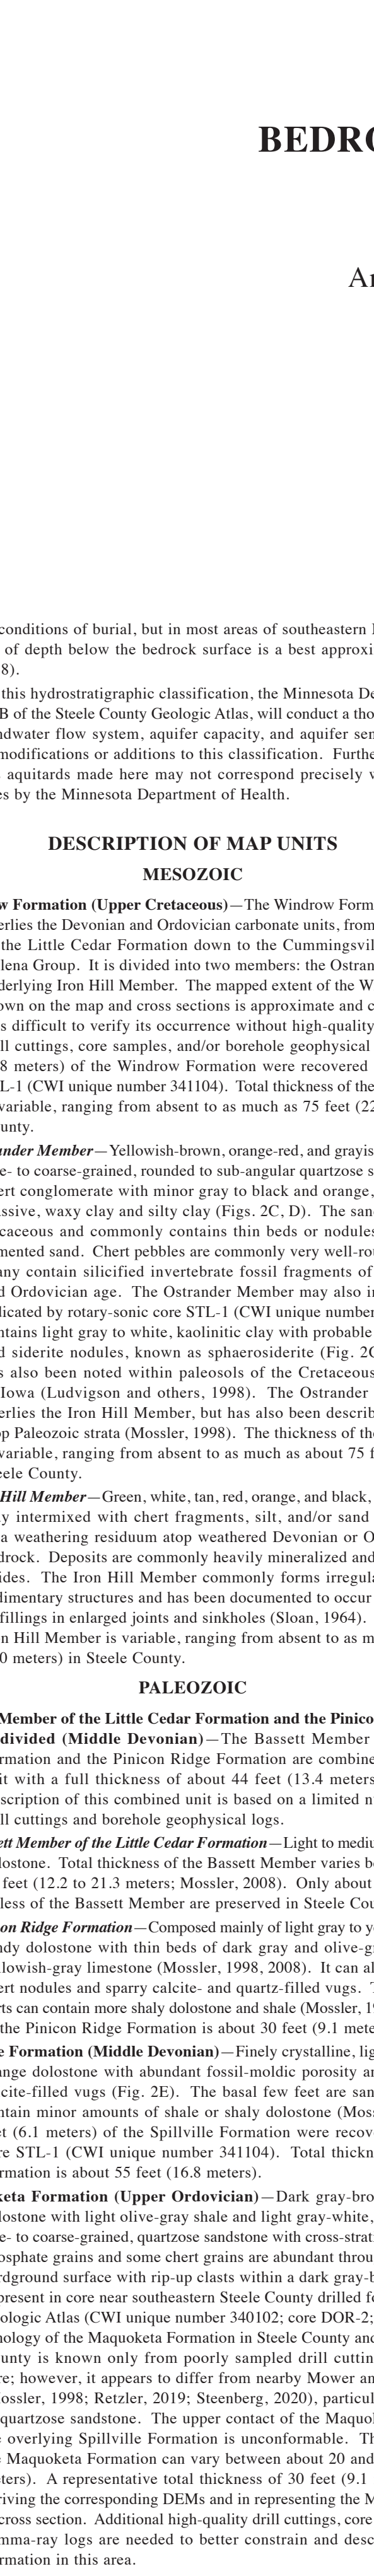 BEDRO
Ar
conditions of burial, but in most areas of southeastern
of depth below the bedrock surface is a best approxi
8).
this hydrostratigraphic classification, the Minnesota De
B of the Steele County Geologic Atlas, will conduct a tho
ndwater flow system, aquifer capacity, and aquifer sen
modifications or additions to this classification. Furthe
aquitards made here may not correspond precisely w
es by the Minnesota Department of Health.
DESCRIPTION OF MAP UNITS
MESOZOIC
w Formation (Upper Cretaceous)—The Windrow Form
erlies the Devonian and Ordovician carbonate units, from
the Little Cedar Formation down to the Cummingsvil
lena Group. It is divided into two members: the Ostran
derlying Iron Hill Member. The mapped extent of the W
own on the map and cross sections is approximate and c
s difficult to verify its occurrence without high-quality
ll cuttings, core samples, and/or borehole geophysical
8 meters) of the Windrow Formation were recovered
L-1 (CWI unique number 341104). Total thickness of the
variable, ranging from absent to as much as 75 feet (22
unty.
ander Member—Yellowish-brown, orange-red, and grayis
e- to coarse-grained, rounded to sub-angular quartzose s
ert conglomerate with minor gray to black and orange,
assive, waxy clay and silty clay (Figs. 2C, D). The san
icaceous and commonly contains thin beds or nodules
mented sand. Chert pebbles are commonly very well-rou
any contain silicified invertebrate fossil fragments of
d Ordovician age. The Ostrander Member may also in
dicated by rotary-sonic core STL-1 (CWI unique number
ntains light gray to white, kaolinitic clay with probable
d siderite nodules, known as sphaerosiderite (Fig. 2C
s also been noted within paleosols of the Cretaceous
Iowa (Ludvigson and others, 1998). The Ostrander
erlies the Iron Hill Member, but has also been describ
op Paleozoic strata (Mossler, 1998). The thickness of the
variable, ranging from absent to as much as about 75 f
eele County.
Hill Member—Green, white, tan, red, orange, and black,
y intermixed with chert fragments, silt, and/or sand
a weathering residuum atop weathered Devonian or O
drock. Deposits are commonly heavily mineralized and
ides. The Iron Hill Member commonly forms irregula
dimentary structures and has been documented to occur
fillings in enlarged joints and sinkholes (Sloan, 1964).
n Hill Member is variable, ranging from absent to as m
0 meters) in Steele County.
PALEOZOIC
Member of the Little Cedar Formation and the Pinico
divided (Middle Devonian)—The Bassett Member
rmation and the Pinicon Ridge Formation are combine
it with a full thickness of about 44 feet (13.4 meters
scription of this combined unit is based on a limited n
ll cuttings and borehole geophysical logs.
ett Member of the Little Cedar Formation—Light to mediu
lostone. Total thickness of the Bassett Member varies be
feet (12.2 to 21.3 meters; Mossler, 2008). Only about
less of the Bassett Member are preserved in Steele Cou
on Ridge Formation—Composed mainly of light gray to ye
ndy dolostone with thin beds of dark gray and olive-g
llowish-gray limestone (Mossler, 1998, 2008). It can al
ert nodules and sparry calcite- and quartz-filled vugs. T
rts can contain more shaly dolostone and shale (Mossler, 19
the Pinicon Ridge Formation is about 30 feet (9.1 mete
e Formation (Middle Devonian)—Finely crystalline, lig
ange dolostone with abundant fossil-moldic porosity an
lcite-filled vugs (Fig. 2E). The basal few feet are san
ntain minor amounts of shale or shaly dolostone (Moss
et (6.1 meters) of the Spillville Formation were recov
re STL-1 (CWI unique number 341104). Total thickn
rmation is about 55 feet (16.8 meters).
keta Formation (Upper Ordovician)—Dark gray-bro
lostone with light olive-gray shale and light gray-white,
e- to coarse-grained, quartzose sandstone with cross-strat
osphate grains and some chert grains are abundant throu
rdground surface with rip-up clasts within a dark gray-b
present in core near southeastern Steele County drilled fo
ologic Atlas (CWI unique number 340102; core DOR-2;
hology of the Maquoketa Formation in Steele County and
unty is known only from poorly sampled drill cuttin
re; however, it appears to differ from nearby Mower an
Mossler, 1998; Retzler, 2019; Steenberg, 2020), particul
quartzose sandstone. The upper contact of the Maquol
e overlying Spillville Formation is unconformable. Th
e Maquoketa Formation can vary between about 20 and
eters). A representative total thickness of 30 feet (9.1
riving the corresponding DEMs and in representing the M
cross section. Additional high-quality drill cuttings, core
mma-ray logs are needed to better constrain and desc
rmation in this area.